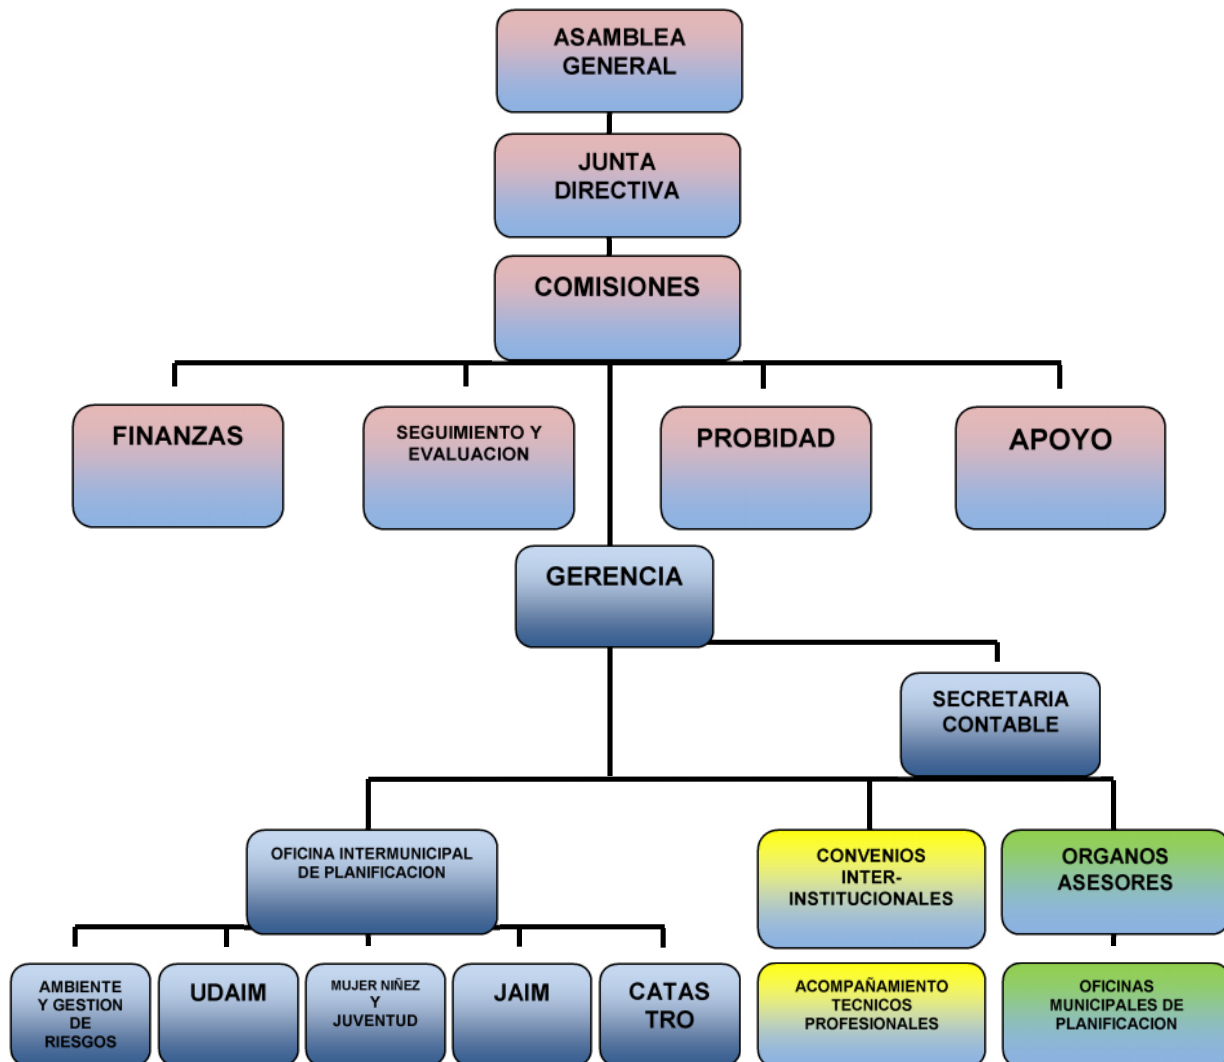 ASAMBLEA
GENERAL
JUNTA
DIRECTIVA
COMISIONES
FINANZAS
SEGUIMIENTO Y
EVALUACION
PROBIDAD
APOYO
GERENCIA
SECRETARIA
CONTABLE
OFICINA INTERMUNICIPAL
DE PLANIFICACION
CONVENIOS
INTER-
INSTITUCIONALES
ORGANOS
ASESORES
AMBIENTE
Y GESTION
DE
RIESGOS
UDAIM
MUJER NIÑEZ
Y
JUVENTUD
JAIM
CATAS
TRO
ACOMPAÑAMIENTO
TECNICOS
PROFESIONALES
OFICINAS
MUNICIPALES DE
PLANIFICACION